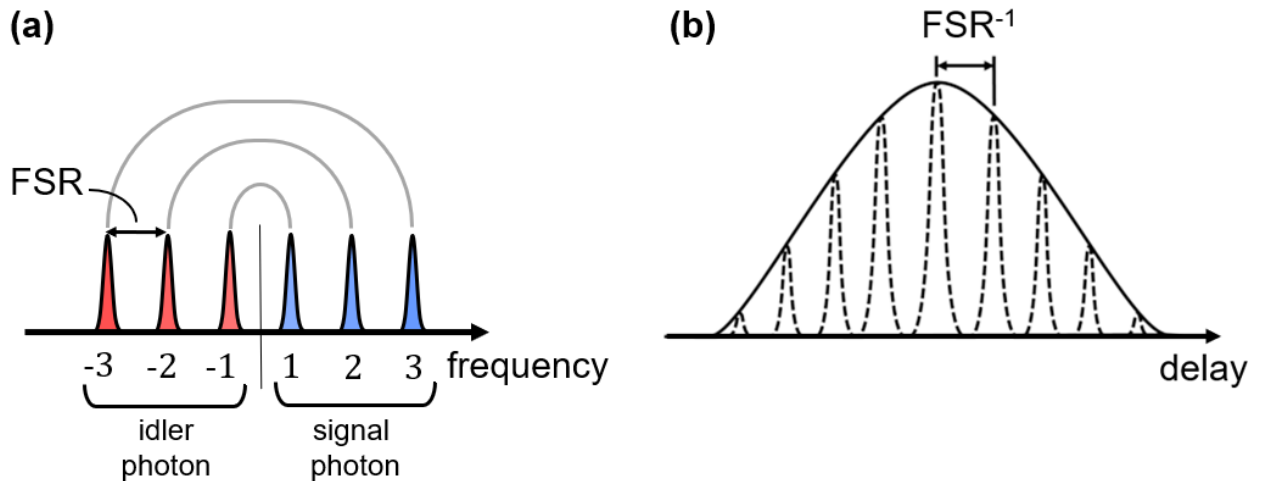 (a)
FSR
-3 -2 -1 1 2 3 frequency
idler
photon
signal
photon
(b)
FSR-1
delay